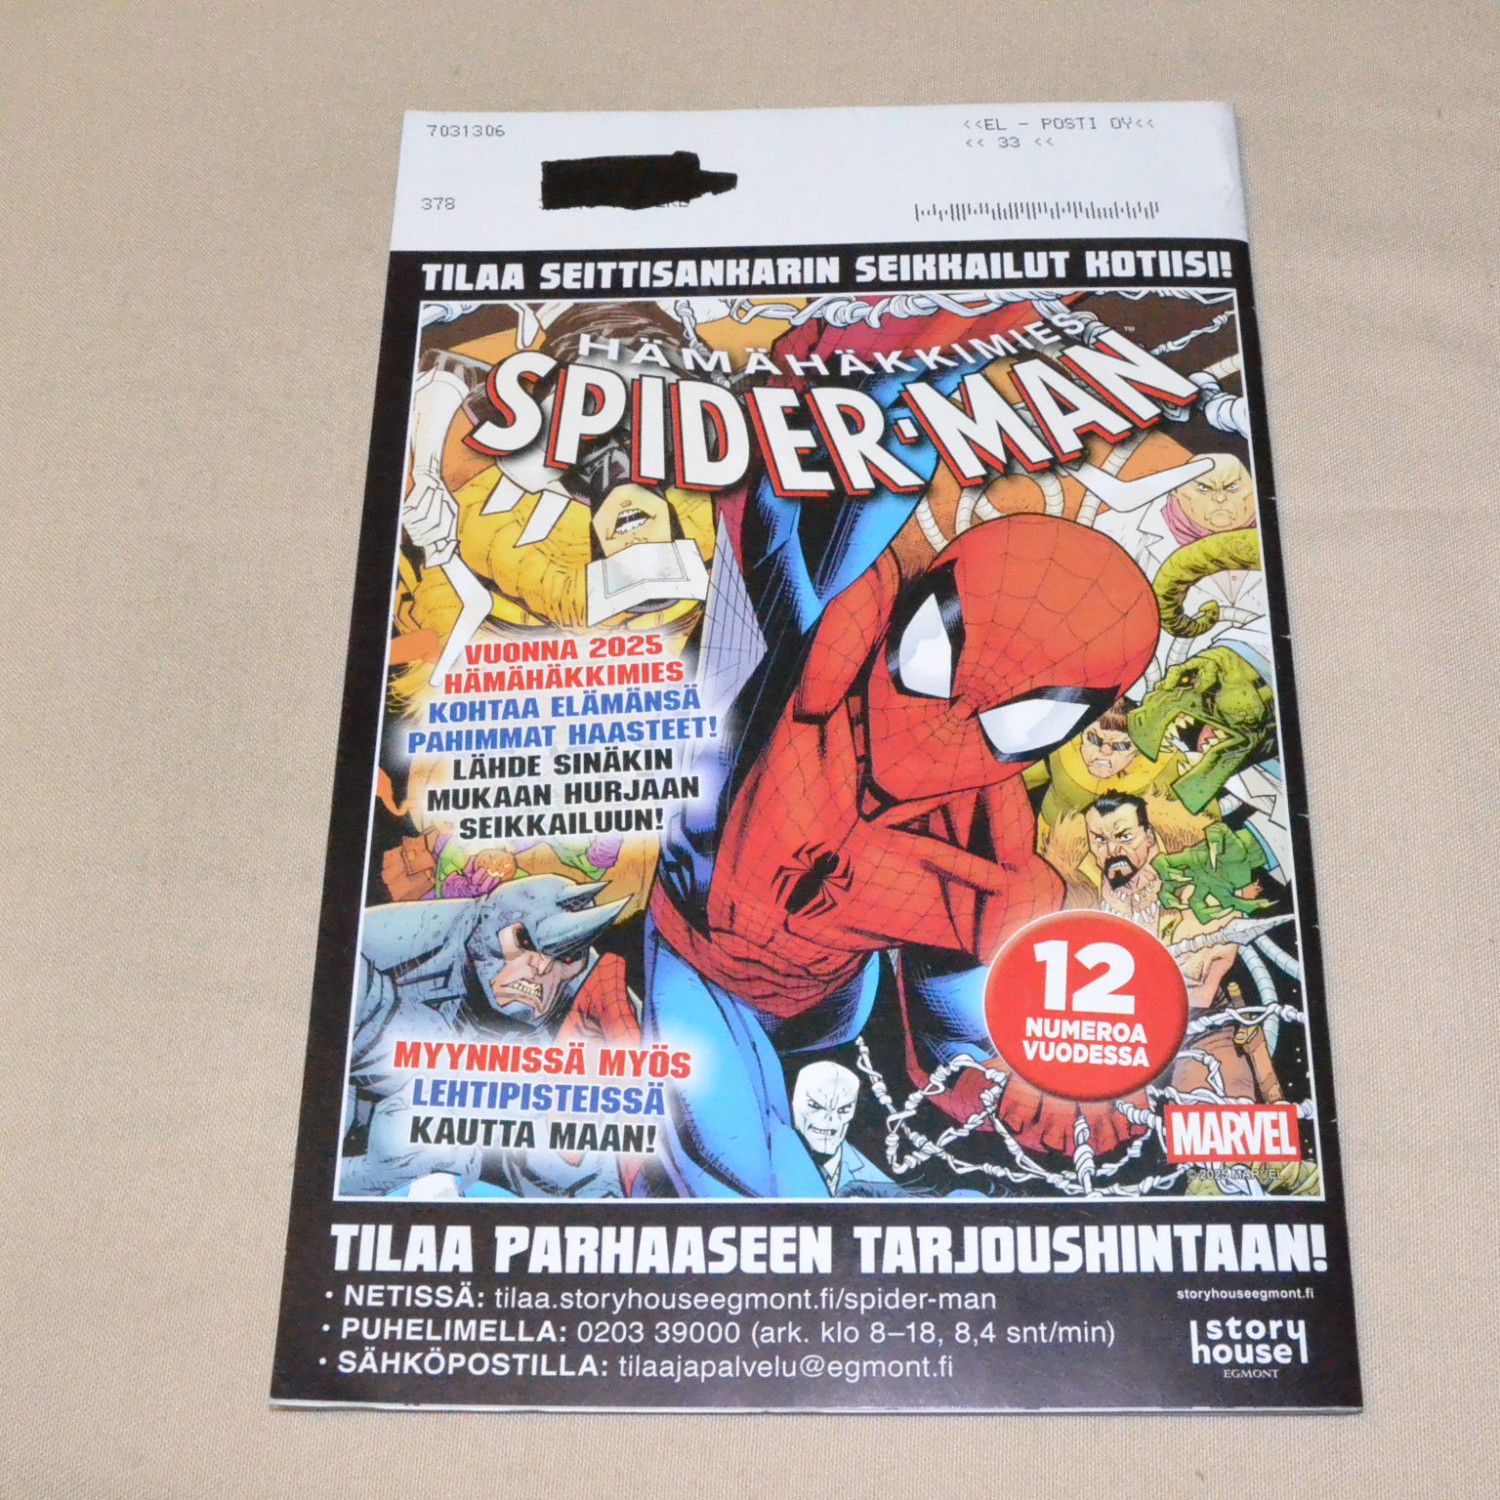 7031306
<<EL - POSTI OY<<
<< 33 <<
378
TILAA SEITTISANKARIN SEIKKAILUT KOTIISI!
HÄMÄHÄKKIMIES
SPIDER-MAN
TM
VUONNA 2025
HÄMÄHÄKKIMIES
KOHTAA ELÄMÄNSÄ
PAHIMMAT HAASTEET!
LÄHDE SINÄKIN
MUKAAN HURJAAN
SEIKKAILUUN!
12
NUMEROA
VUODESSA
MYYNNISSÄ MYÖS
LEHTIPISTEISSÄ
KAUTTA MAAN!
MARVEL
© 2025 MARVEL
TILAA PARHAASEEN TARJOUSHINTAAN!
• NETISSÄ: tilaa.storyhouseegmont.fi/spider-man
• PUHELIMELLA: 0203 39000 (ark. klo 8–18, 8,4 snt/min)
• SÄHKÖPOSTILLA: tilaajapalvelu@egmont.fi
storyhouseegmont.fi
story
house
EGMONT